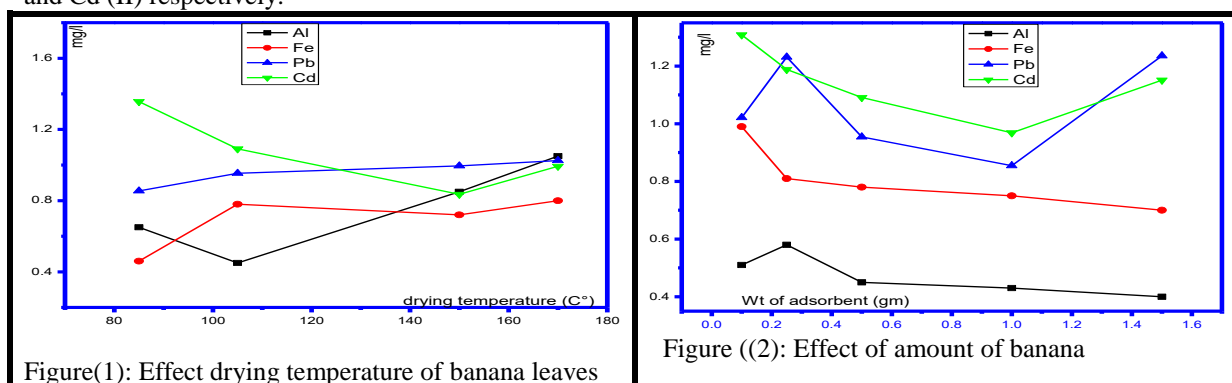 and Cd (II) respectively.
mg/l
Al
Fe
Pb
Cd
1.6
1.2
0.8
0.4
drying temperature (C°)
80 100 120 140 160 180
Figure(1): Effect drying temperature of banana leaves
mg/l
Al
Fe
Pb
Cd
1.2
1.0
0.8
0.6
0.4
Wt of adsorbent (gm)
0.0 0.2 0.4 0.6 0.8 1.0 1.2 1.4 1.6
Figure ((2): Effect of amount of banana